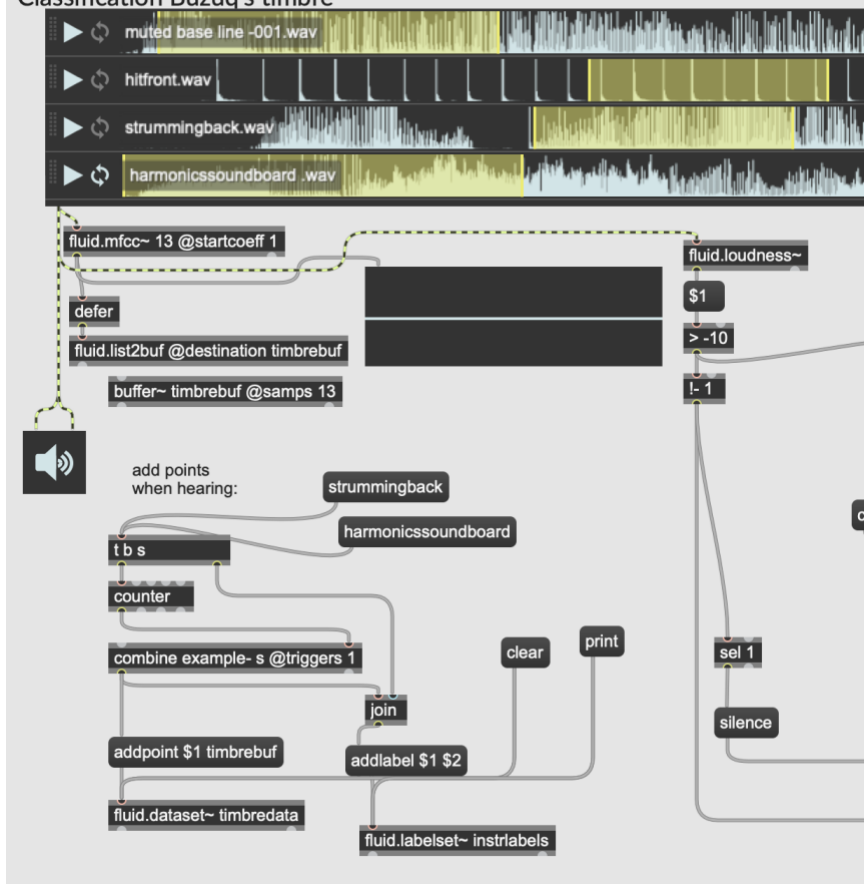 Classification Buzuq's timbre
muted base line -001.wav
hitfront.wav
strummingback.wav
harmonicssoundboard .wav
fluid.mfcc~ 13 @startcoeff 1
fluid.loudness~
$1
defer
> -10
fluid.list2buf @destination timbrebuf
!- 1
buffer~ timbrebuf @samps 13
add points
when hearing:
strummingback
harmonicssoundboard
t b s
counter
combine example- s @triggers 1
clear
print
sel 1
join
silence
addpoint $1 timbrebuf
addlabel $1 $2
fluid.dataset~ timbredata
fluid.labelset~ instrlabels